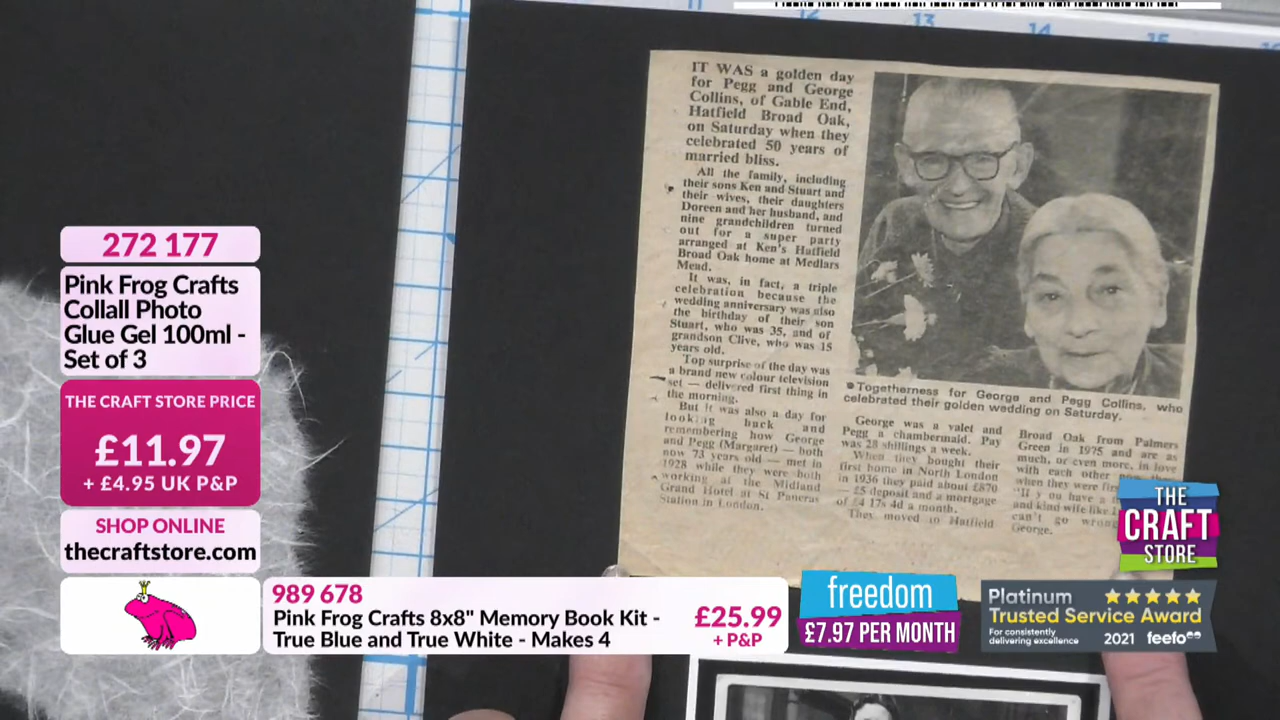 12
13
14
15
IT WAS a golden day
for Pegg and George
Collins, of Gable End,
Hatfield Broad Oak,
on Saturday when they
celebrated 50 years of
married bliss.
All the family, including
their sons Ken and Stuart and
their wives, their daughters
Doreen and her husband, and
nine grandchildren turned
out for a super party
arranged at Ken's Hatfield
Broad Oak home at Medlars
Mead.
It was, in fact, a triple
celebration because the
wedding anniversary was also
the birthday of their son
Stuart, who was 35, and of
grandson Clive, who was 15
years old.
Top surprise of the day was
a brand new colour television
set — delivered first thing in
the morning.
But it was also a day for
looking back and
remembering how George
and Pegg (Margaret) — both
now 73 years old — met in
1928 while they were both
working at the Midland
Grand Hotel at St Pancras
Station in London.
Togetherness for George and Pegg Collins, who
celebrated their golden wedding on Saturday.
George was a valet and
Pegg a chambermaid. Pay
was 28 shillings a week.
When they bought their
first home in North London
in 1936 they paid about £870
— £5 deposit and a mortgage
of £4 17s 4d a month.
They moved to Hatfield
Broad Oak from Palmers
Green in 1975 and are as
much, or even more, in love
with each other
when they were
"If you have a
and kind wife like
can't go
George.
272 177
Pink Frog Crafts
Collall Photo
Glue Gel 100ml -
Set of 3
THE CRAFT STORE PRICE
£11.97
+ £4.95 UK P&P
SHOP ONLINE
thecraftstore.com
989 678
Pink Frog Crafts 8x8" Memory Book Kit -
True Blue and True White - Makes 4
£25.99
+ P&P
freedom
£7.97 PER MONTH
THE
CRAFT
STORE
Platinum
Trusted Service Award
For consistently
delivering excellence
2021 feefo